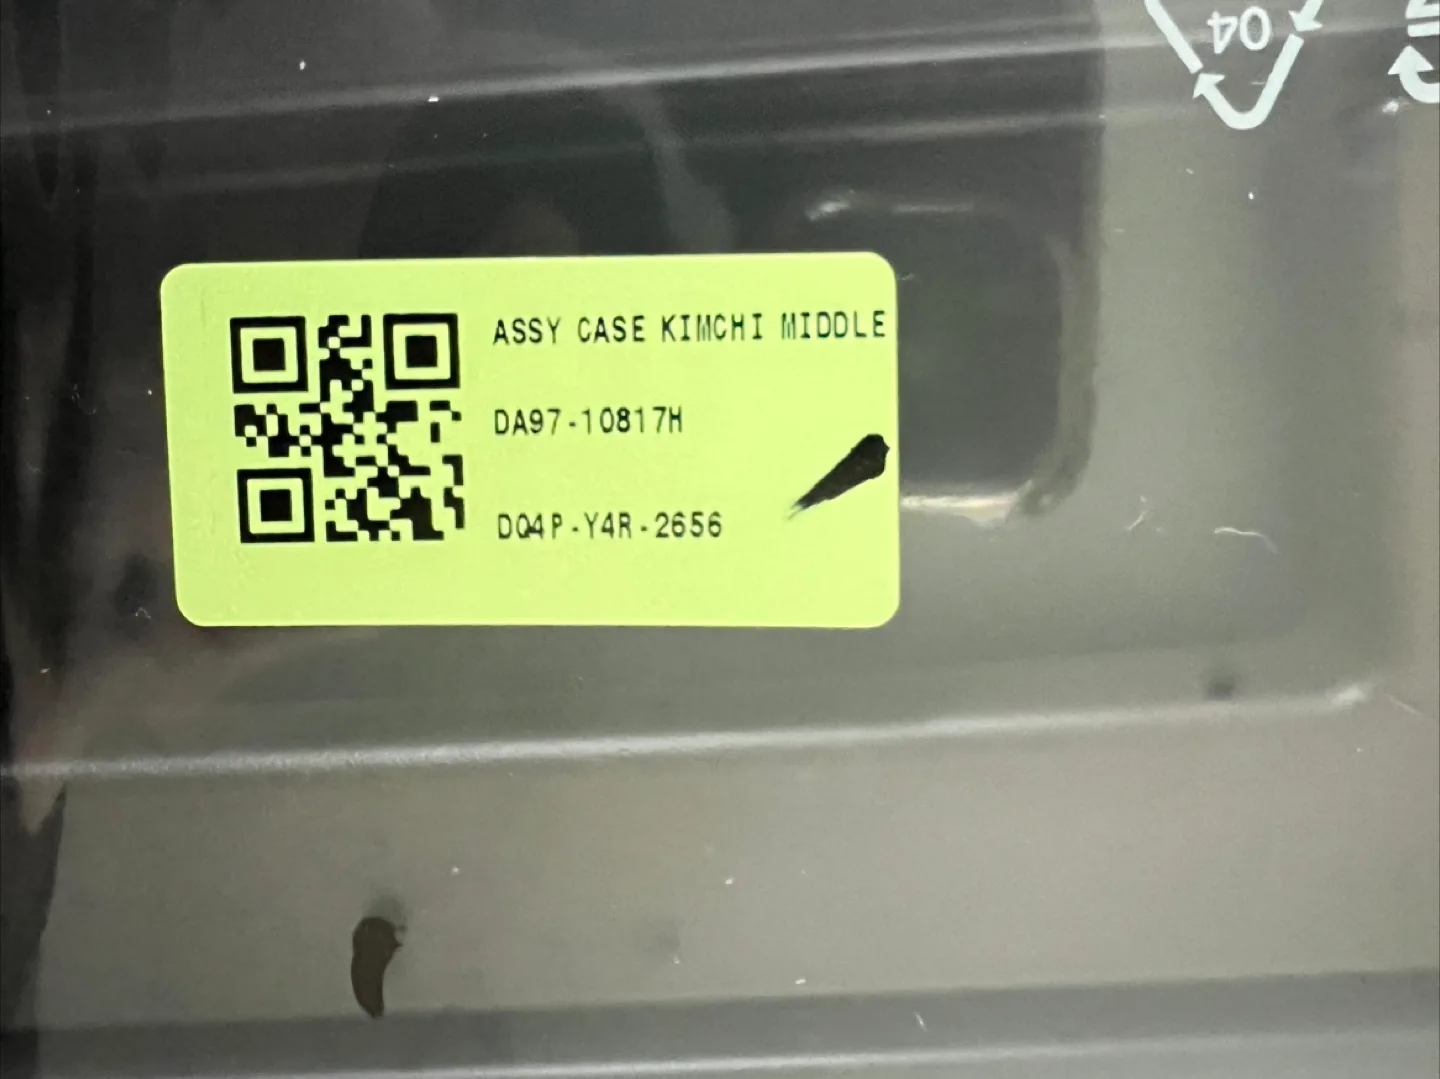 04
ASSY CASE KIMCHI MIDDLE
DA97-10817H
DQ4P-Y4R-2656